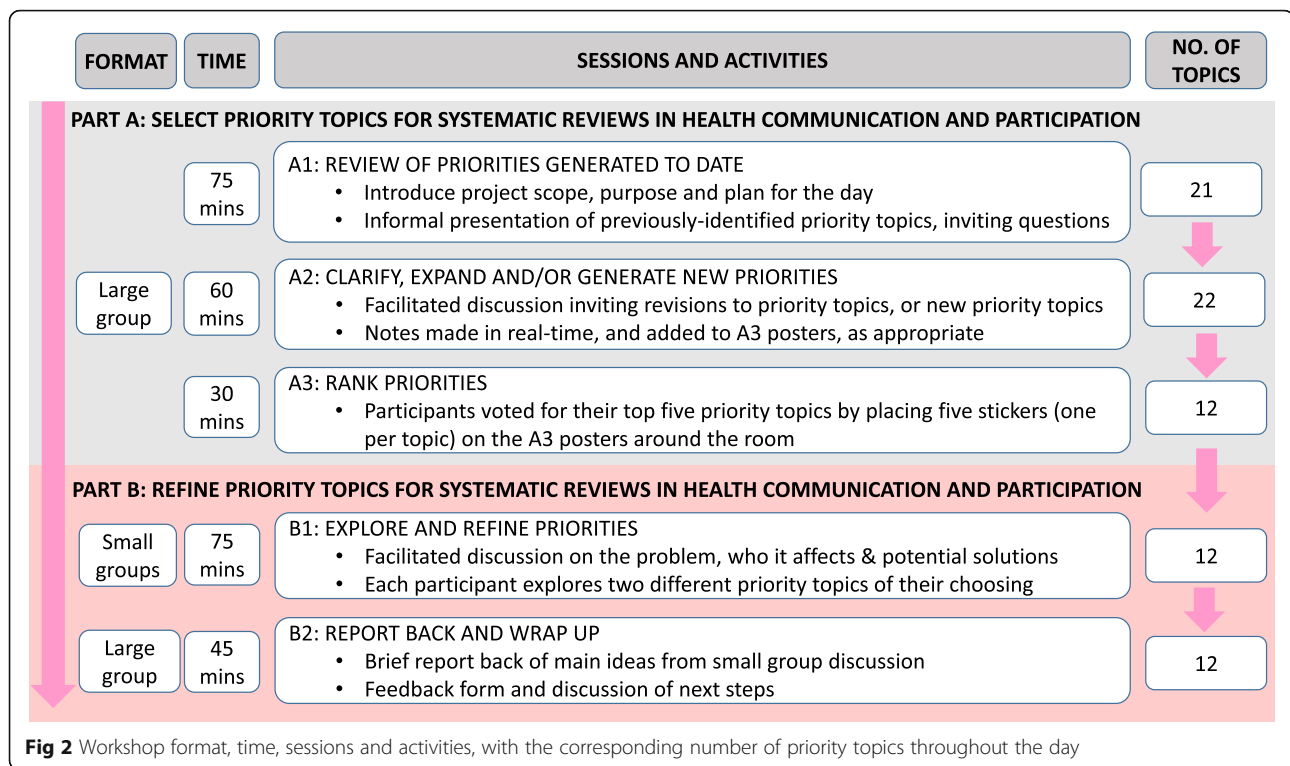 FORMAT
TIME
SESSIONS AND ACTIVITIES
NO. OF
TOPICS
PART A: SELECT PRIORITY TOPICS FOR SYSTEMATIC REVIEWS IN HEALTH COMMUNICATION AND PARTICIPATION
75
mins
A1: REVIEW OF PRIORITIES GENERATED TO DATE
• Introduce project scope, purpose and plan for the day
• Informal presentation of previously-identified priority topics, inviting questions
21
Large
group
60
mins
A2: CLARIFY, EXPAND AND/OR GENERATE NEW PRIORITIES
• Facilitated discussion inviting revisions to priority topics, or new priority topics
• Notes made in real-time, and added to A3 posters, as appropriate
22
30
mins
A3: RANK PRIORITIES
• Participants voted for their top five priority topics by placing five stickers (one
per topic) on the A3 posters around the room
12
PART B: REFINE PRIORITY TOPICS FOR SYSTEMATIC REVIEWS IN HEALTH COMMUNICATION AND PARTICIPATION
Small
groups
75
mins
B1: EXPLORE AND REFINE PRIORITIES
• Facilitated discussion on the problem, who it affects & potential solutions
• Each participant explores two different priority topics of their choosing
12
Large
group
45
mins
B2: REPORT BACK AND WRAP UP
• Brief report back of main ideas from small group discussion
• Feedback form and discussion of next steps
12
Fig 2 Workshop format, time, sessions and activities, with the corresponding number of priority topics throughout the day